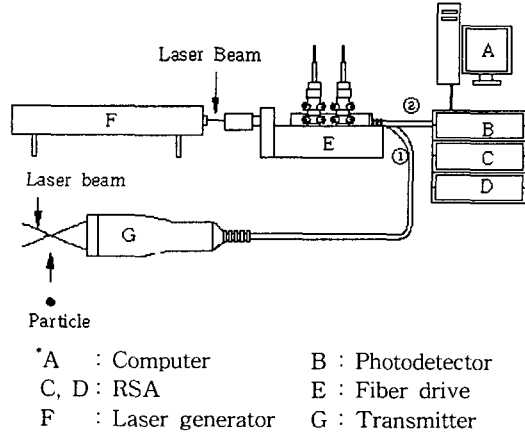 Laser Beam
A
②
F
B
E
①
C
D
Laser beam
G
Particle
*A : Computer B : Photodetector
C, D : RSA E : Fiber drive
F : Laser generator G : Transmitter